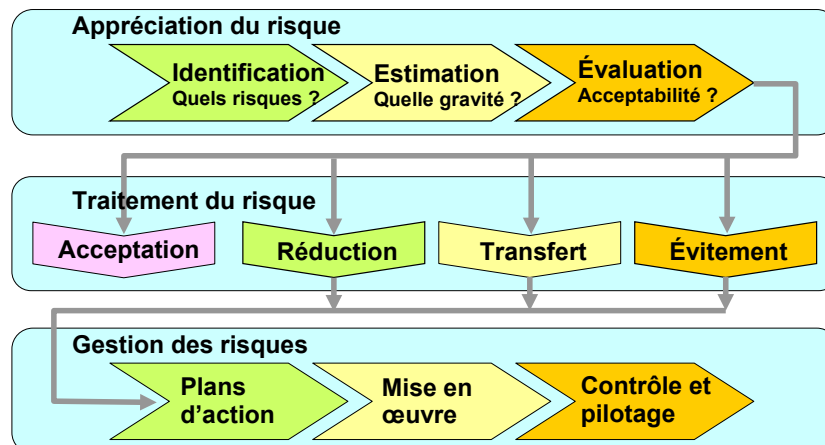 Appréciation du risque
Identification
Quels risques ?
Estimation
Quelle gravité ?
Évaluation
Acceptabilité ?
Traitement du risque
Acceptation
Réduction
Transfert
Évitement
Gestion des risques
Plans
d’action
Mise en
œuvre
Contrôle et
pilotage